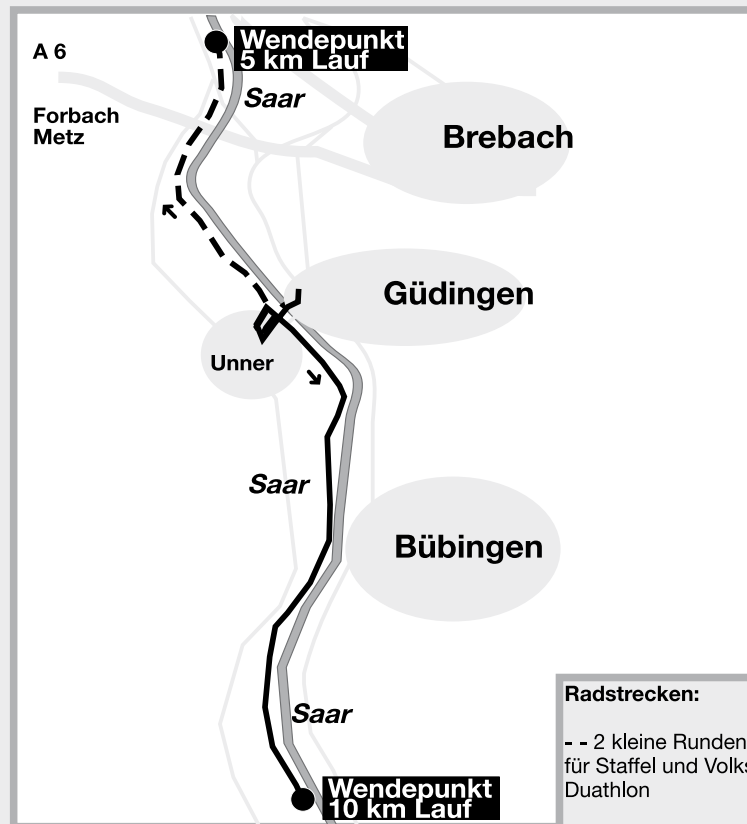 Wendepunkt
5 km Lauf
A 6
Saar
Forbach
Metz
Brebach
Güdingen
Unner
Saar
Bübingen
Radstrecken:
Saar
- - 2 kleine Runden
für Staffel und Volks
Duathlon
Wendepunkt
10 km Lauf